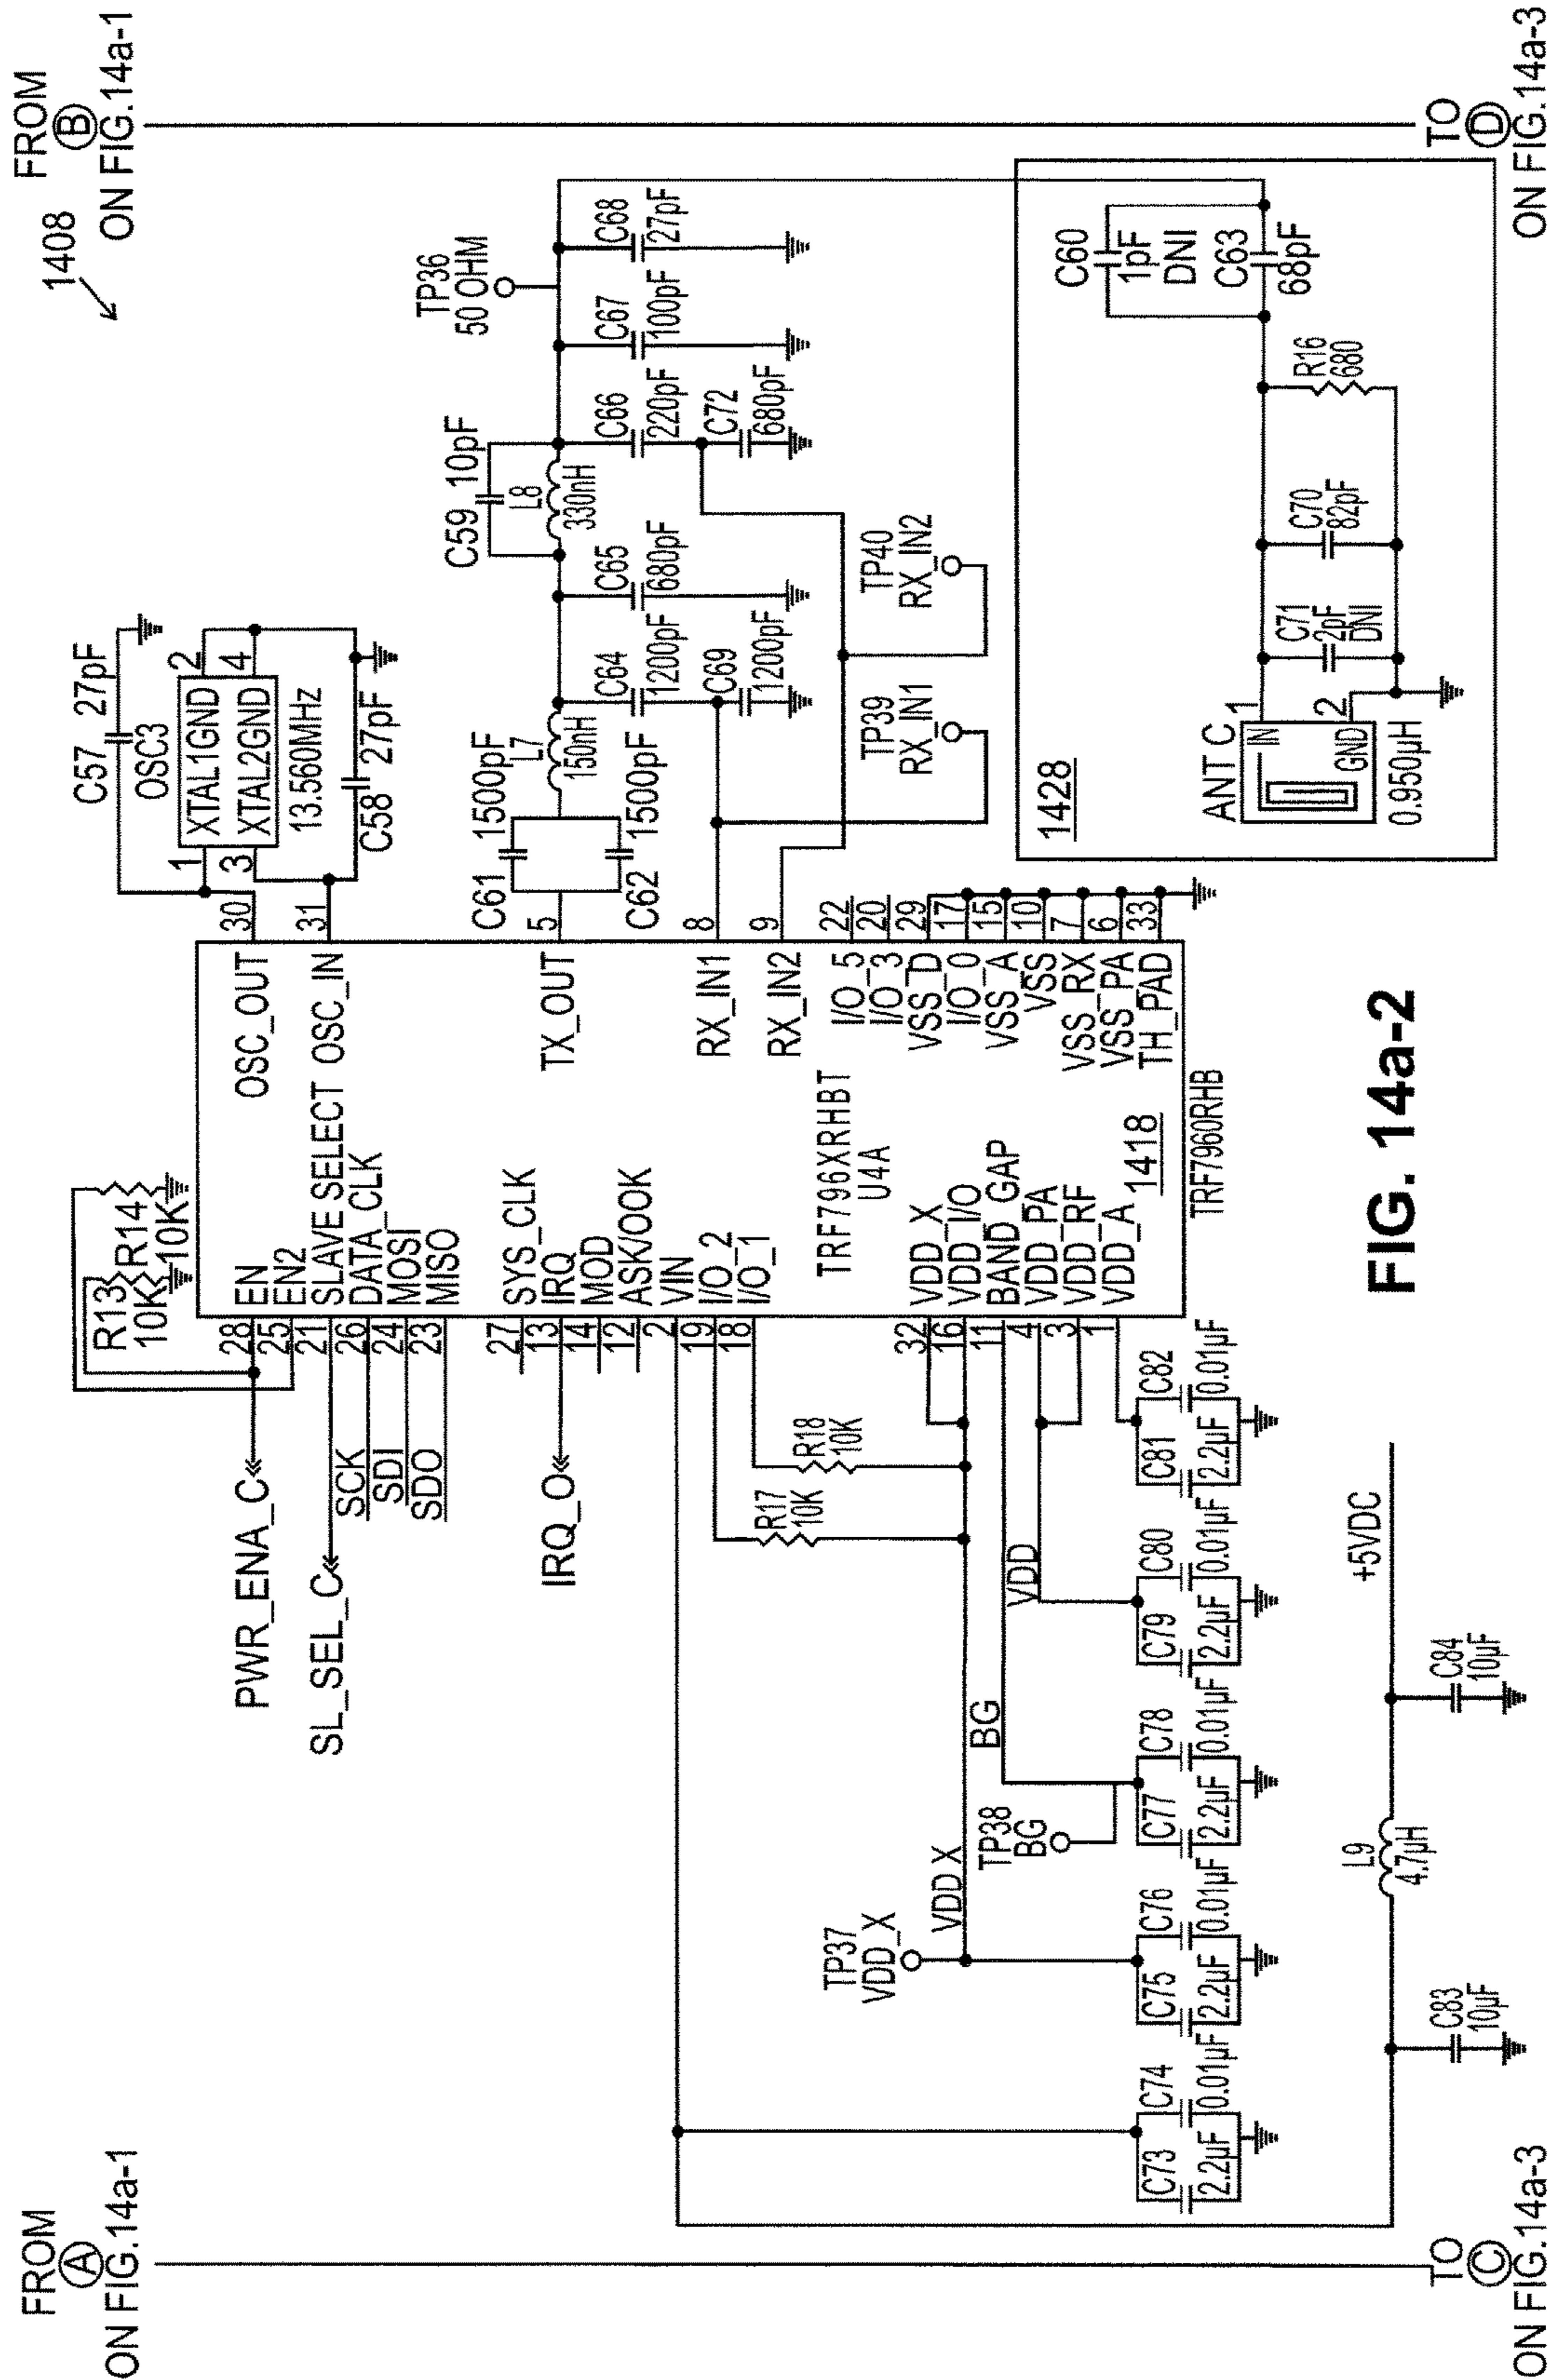 FROM
A
ON FIG.14a-1
FROM
B
ON FIG.14a-1
1408
R13
10K
R14
10K
C57 27pF
OSC3
1
XTAL1GND
2
3
XTAL2GND
4
13.560MHz
C58 27pF
PWR_ENA_C
28
EN
25
EN2
SL_SEL_C
21
SLAVE SELECT
SCK
26
DATA_CLK
SDI
24
MOSI
SDO
23
MISO
27
SYS_CLK
IRQ_O
13
IRQ
14
MOD
12
ASK/OOK
2
VIN
19
I/O_2
18
I/O_1
R17
10K
R18
10K
TRF796XRHBT
U4A
32
VDD_X
16
VDD_I/O
11
BAND_GAP
4
VDD_PA
3
VDD_RF
1
VDD_A
1418
TRF7960RHB
OSC_OUT
30
OSC_IN
31
TX_OUT
5
RX_IN1
8
RX_IN2
9
I/O_5
22
I/O_3
20
VSS_D
29
I/O_0
17
VSS_A
15
VSS
10
VSS_RX
7
VSS_PA
6
TH_PAD
33
C61 1500pF
C62 1500pF
L7
150nH
C59 10pF
L8
330nH
TP36
50 OHM
C64
1200pF
C69
1200pF
C65
680pF
C66
220pF
C72
680pF
C67
100pF
C68
27pF
TP39
RX_IN1
TP40
RX_IN2
TP37
VDD_X
VDD X
BG
TP38
BG
VDD
C73
2.2µF
C74
0.01µF
C75
2.2µF
C76
0.01µF
C77
2.2µF
C78
0.01µF
C79
2.2µF
C80
0.01µF
C81
2.2µF
C82
0.01µF
C83
10µF
L9
4.7µH
C84
10µF
+5VDC
1428
ANT C
IN
1
GND
2
0.950µH
C71
2pF
DNI
C70
82pF
R16
680
C60
1pF
DNI
C63
68pF
FIG. 14a-2
TO
C
ON FIG.14a-3
TO
D
ON FIG.14a-3